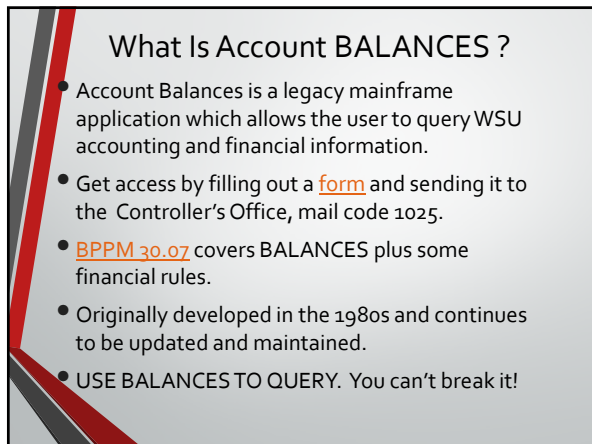 What Is Account BALANCES ?
• Account Balances is a legacy mainframe
application which allows the user to query WSU
accounting and financial information.
• Get access by filling out a form and sending it to
the Controller’s Office, mail code 1025.
• BPPM 30.07 covers BALANCES plus some
financial rules.
• Originally developed in the 1980s and continues
to be updated and maintained.
• USE BALANCES TO QUERY. You can’t break it!